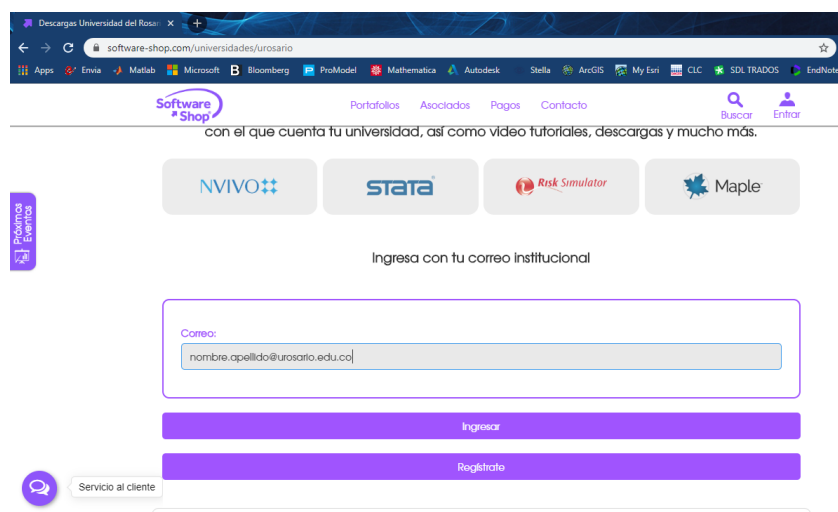 Descargas Universidad del Rosari
software-shop.com/universidades/urosario
Apps Envia Matlab Microsoft Bloomberg ProModel Mathematica Autodesk Stella ArcGIS My Esri CLC SDL TRADOS EndNote
Software Shop
Portafolios Asociados Pagos Contacto Buscar Entrar
con el que cuenta tu universidad, así como video tutoriales, descargas y mucho más.
NVIVO stata Risk Simulator Maple
Próximos
Eventos
Ingresa con tu correo institucional
Correo:
nombre.apellido@urosario.edu.co
Ingresar
Regístrate
Servicio al cliente